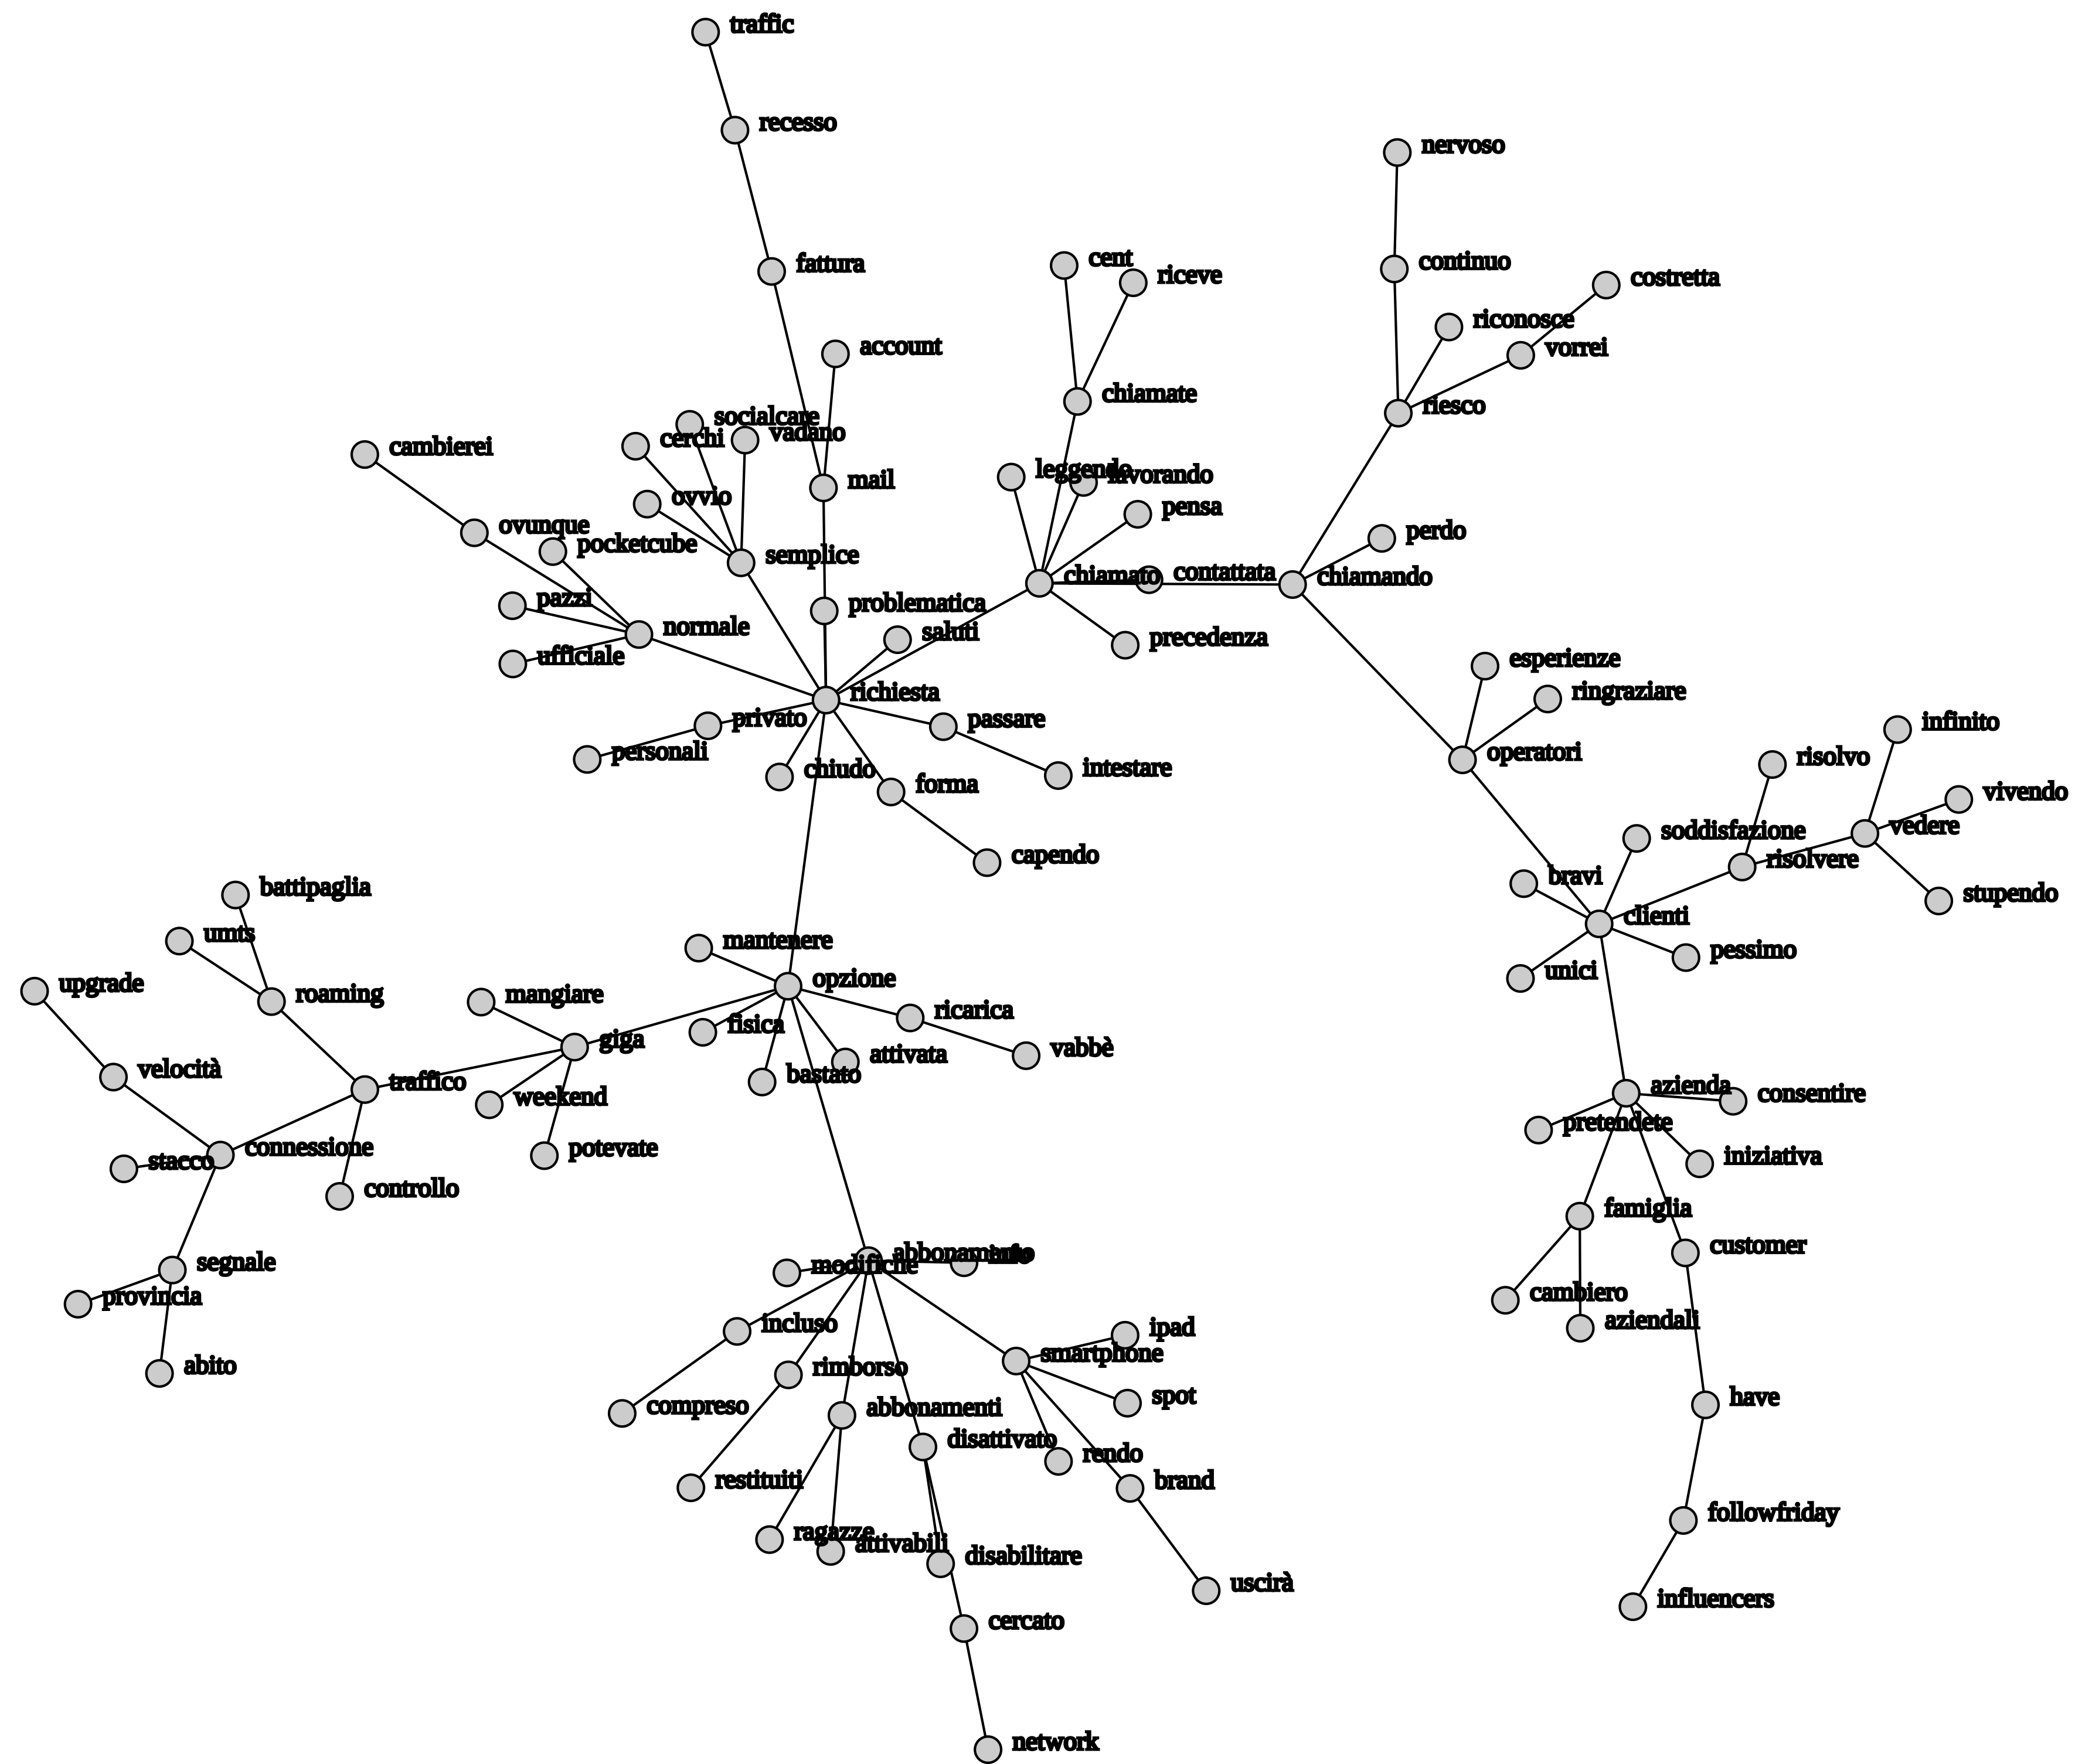 traffic
recesso
nervoso
cent
continuo
fattura
riceve
costretta
riconosce
account
vorrei
chiamate
riesco
socialcare
vadano
cerchi
cambierei
leggendo
lavorando
mail
ovvio
pensa
ovunque
perdo
pocketcube
semplice
chiamato
contattata
chiamando
pazzi
problematica
normale
saluti
precedenza
ufficiale
esperienze
richiesta
ringraziare
privato
passare
infinito
personali
operatori
risolvo
chiudo
intestare
forma
vivendo
vedere
soddisfazione
capendo
risolvere
bravi
battipaglia
stupendo
clienti
umts
mantenere
pessimo
unici
opzione
upgrade
roaming
mangiare
ricarica
fisica
giga
vabbè
attivata
velocità
bastato
traffico
azienda
consentire
weekend
pretendete
connessione
potevate
iniziativa
stacco
controllo
famiglia
customer
abbonamento
info
segnale
modifiche
cambiero
provincia
aziendali
incluso
ipad
smartphone
abito
rimborso
spot
have
compreso
abbonamenti
disattivato
rendo
restituiti
brand
followfriday
ragazze
attivabili
disabilitare
uscirà
influencers
cercato
network